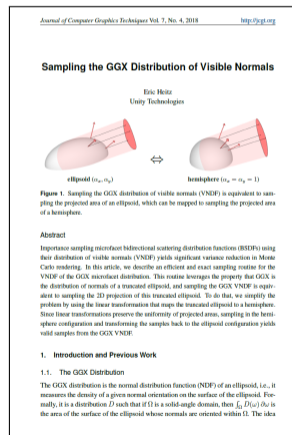 Journal of Computer Graphics Techniques Vol. 7, No. 4, 2018 http://jcgt.org
Sampling the GGX Distribution of Visible Normals
Eric Heitz
Unity Technologies
⇔
ellipsoid (αₓ, αᵧ) hemisphere (αₓ = αᵧ = 1)
Figure 1. Sampling the GGX distribution of visible normals (VNDF) is equivalent to sam-
pling the projected area of an ellipsoid, which can be mapped to sampling the projected area
of a hemisphere.
Abstract
Importance sampling microfacet bidirectional scattering distribution functions (BSDFs) using
their distribution of visible normals (VNDF) yields significant variance reduction in Monte
Carlo rendering. In this article, we describe an efficient and exact sampling routine for the
VNDF of the GGX microfacet distribution. This routine leverages the property that GGX is
the distribution of normals of a truncated ellipsoid, and sampling the GGX VNDF is equiv-
alent to sampling the 2D projection of this truncated ellipsoid. To do that, we simplify the
problem by using the linear transformation that maps the truncated ellipsoid to a hemisphere.
Since linear transformations preserve the uniformity of projected areas, sampling in the hemi-
sphere configuration and transforming the samples back to the ellipsoid configuration yields
valid samples from the GGX VNDF.
1. Introduction and Previous Work
1.1. The GGX Distribution
The GGX distribution is the normal distribution function (NDF) of an ellipsoid, i.e., it
measures the density of a given normal orientation on the surface of the ellipsoid. For-
mally, it is a distribution D such that if Ω is a solid-angle domain, then ∫Ω D(ω) dω is
the area of the surface of the ellipsoid whose normals are oriented within Ω. The idea